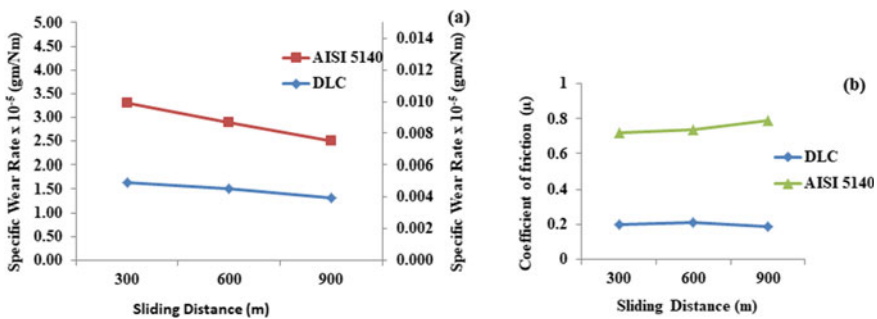 (a)
Specific Wear Rate x 10⁻⁵ (gm/Nm)
5.00
4.50
4.00
3.50
3.00
2.50
2.00
1.50
1.00
0.50
0.00
300
600
900
Sliding Distance (m)
0.014
0.012
0.010
0.008
0.006
0.004
0.002
0.000
Specific Wear Rate x 10⁻⁵ (gm/Nm)
AISI 5140
DLC
(b)
Coefficient of friction (µ)
1
0.8
0.6
0.4
0.2
0
300
600
900
Sliding Distance (m)
DLC
AISI 5140